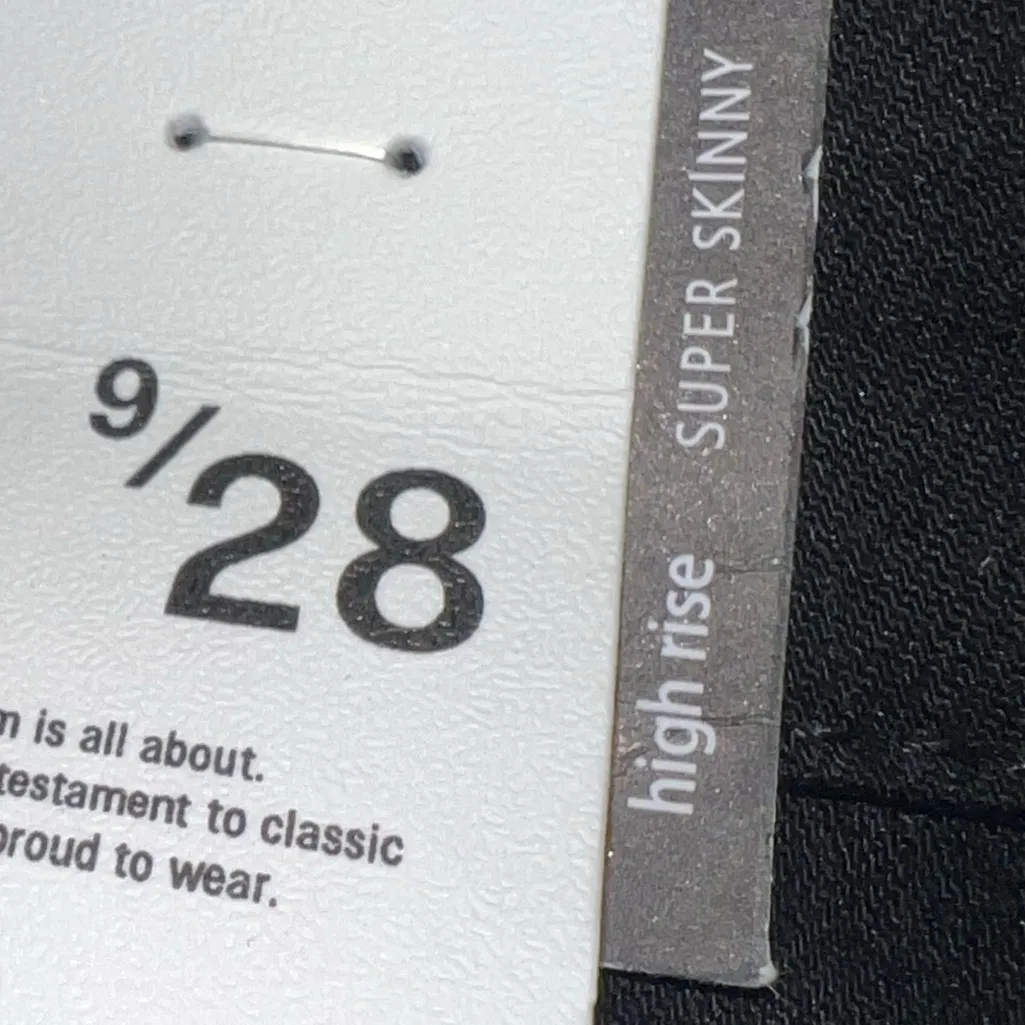 9/28
is all about.
testament to classic
proud to wear.
high rise SUPER SKINNY